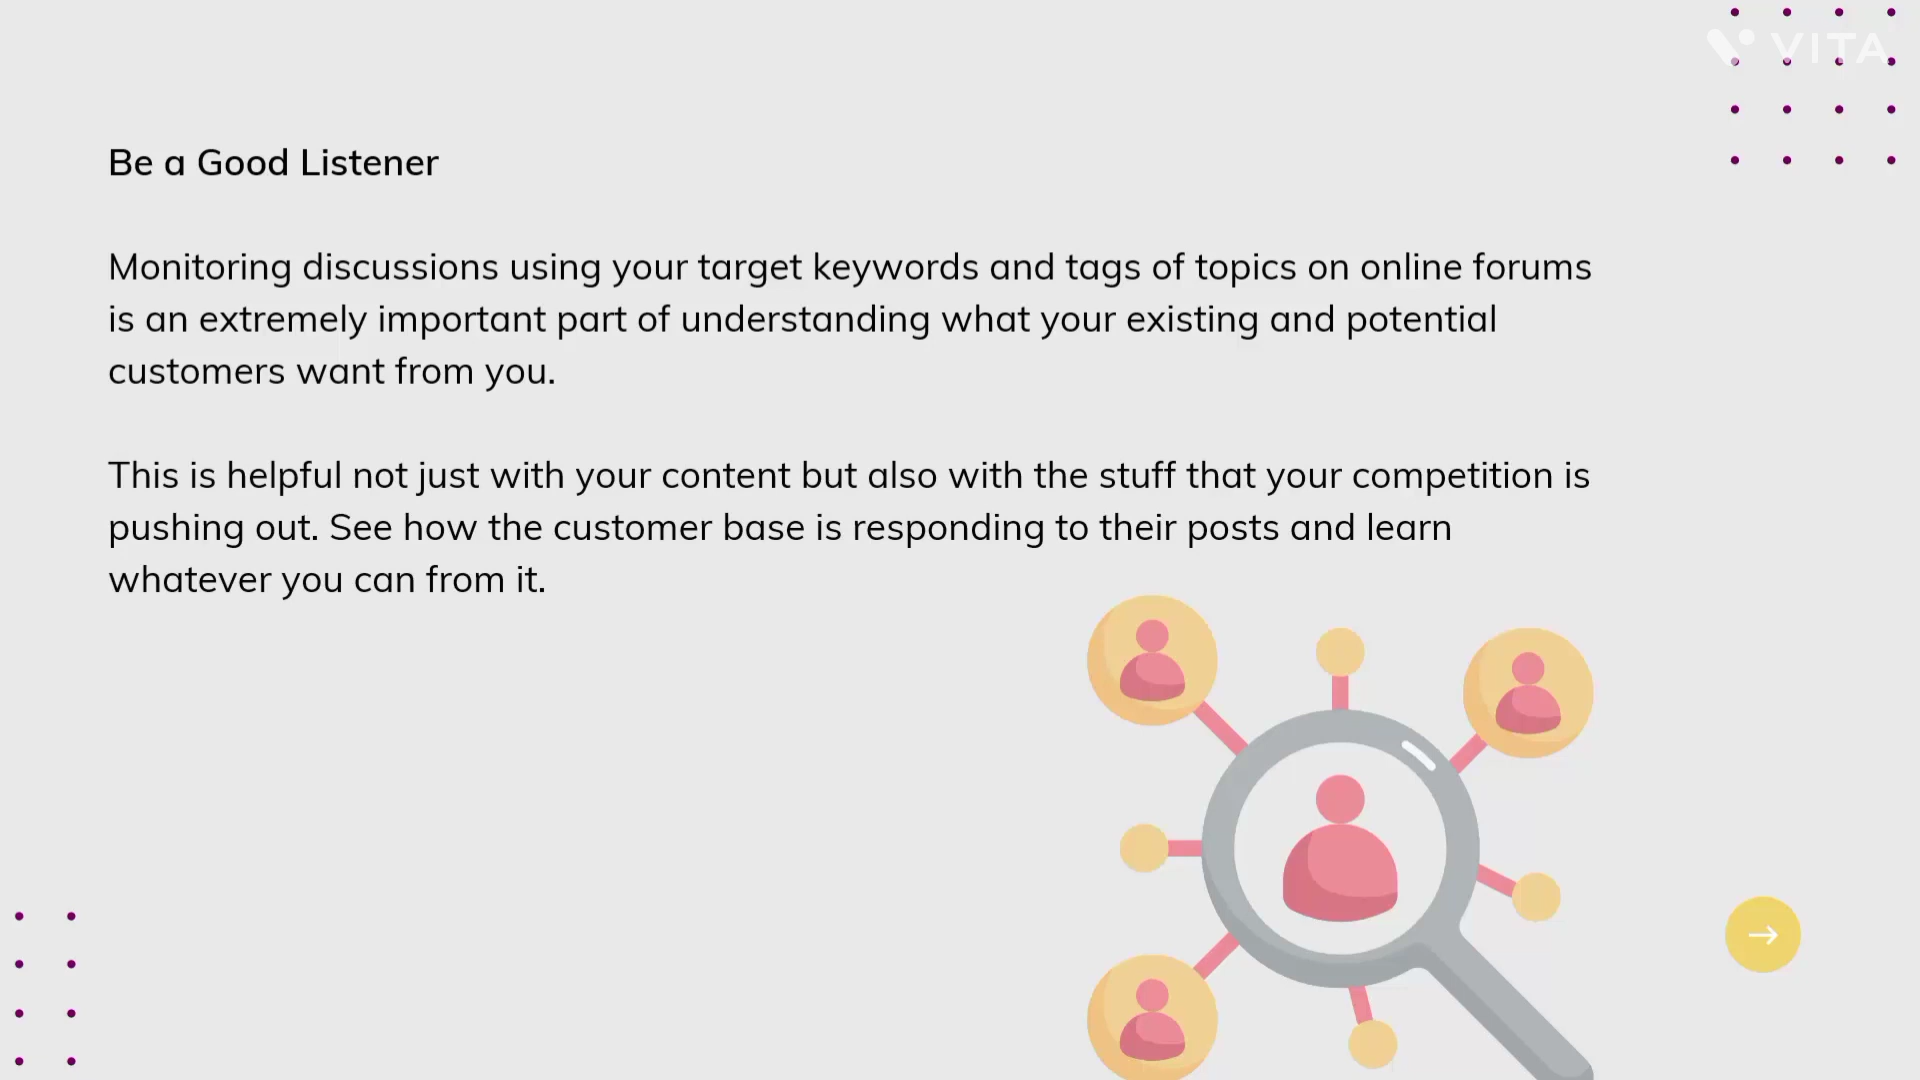 VITA
Be a Good Listener
Monitoring discussions using your target keywords and tags of topics on online forums
is an extremely important part of understanding what your existing and potential
customers want from you.
This is helpful not just with your content but also with the stuff that your competition is
pushing out. See how the customer base is responding to their posts and learn
whatever you can from it.